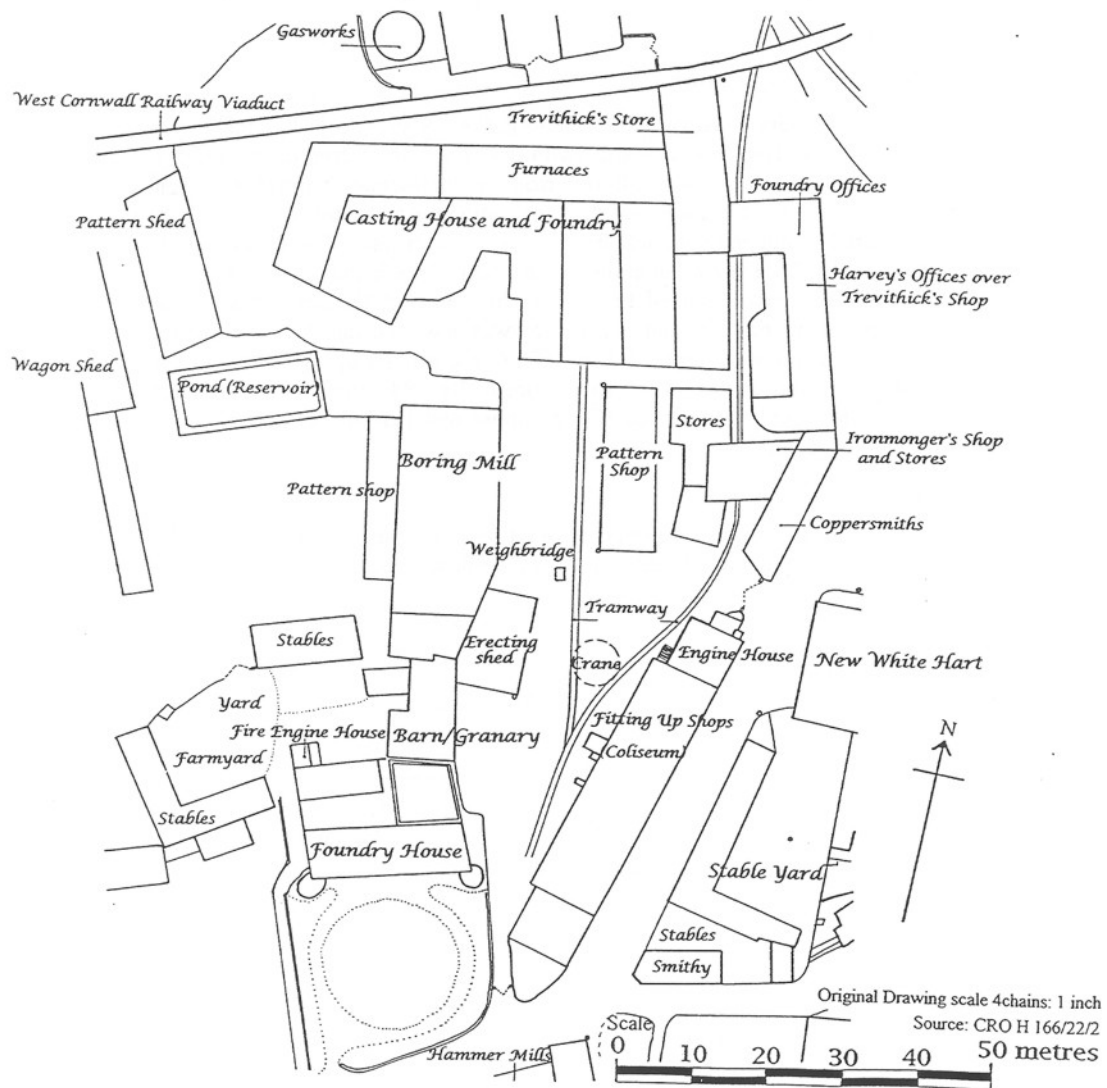 Gasworks
West Cornwall Railway Viaduct
Trevithick's Store
Furnaces
Foundry Offices
Pattern Shed
Casting House and Foundry
Harvey's Offices over
Trevithick's Shop
Wagon Shed
Pond (Reservoir)
Stores
Ironmonger's Shop
and Stores
Boring Mill
Pattern
Shop
Pattern shop
Coppersmiths
Weighbridge
Tramway
Stables
Erecting
shed
Engine House
New White Hart
Crane
Yard
Fitting Up Shops
(Coliseum)
N
Fire Engine House
Barn/Granary
Farmyard
Stables
Foundry House
Stable Yard
Stables
Smithy
Original Drawing scale 4chains: 1 inch
Source: CRO H 166/22/2
Scale
0 10 20 30 40 50 metres
Hammer Mills